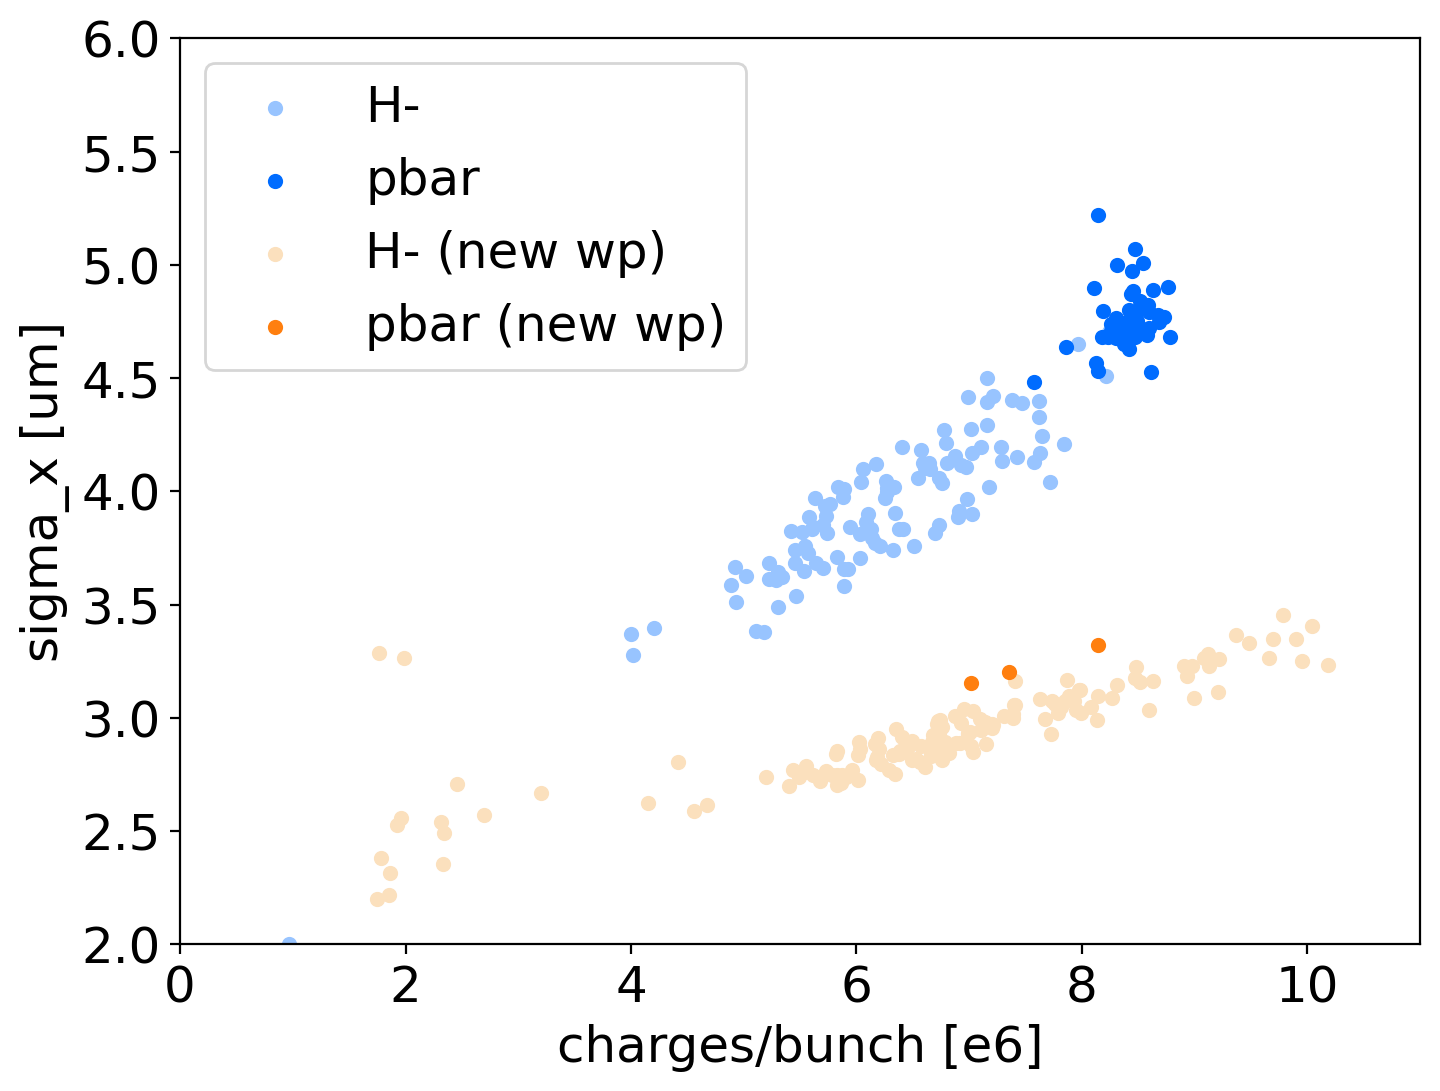 6.0
5.5
5.0
4.5
4.0
3.5
3.0
2.5
2.0
sigma_x [um]
H-
pbar
H- (new wp)
pbar (new wp)
0 2 4 6 8 10
charges/bunch [e6]